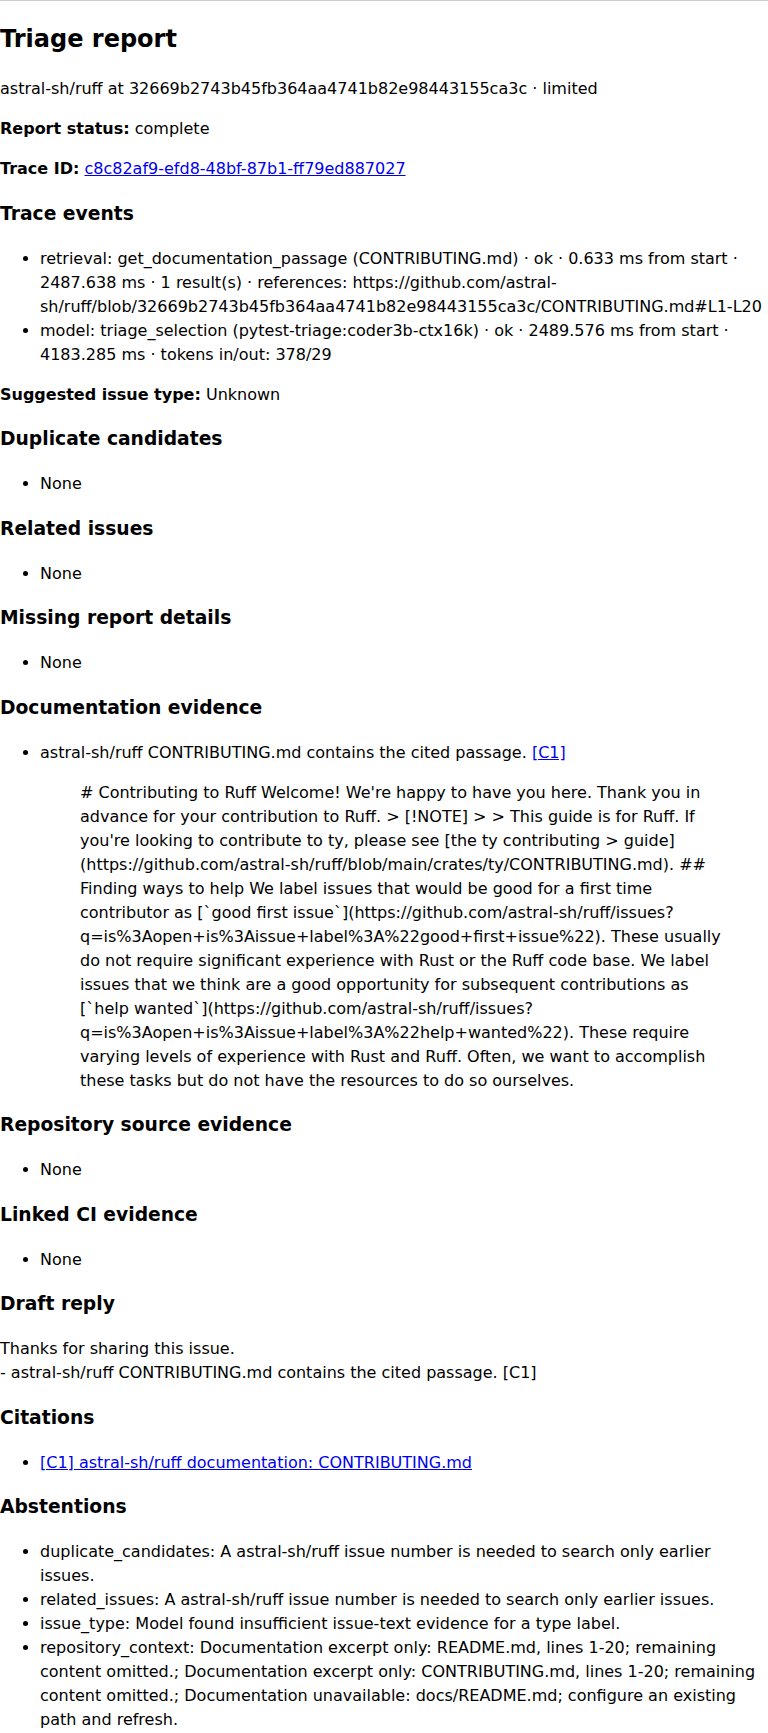 Triage report
astral-sh/ruff at 32669b2743b45fb364aa4741b82e98443155ca3c · limited
Report status: complete
Trace ID: c8c82af9-efd8-48bf-87b1-ff79ed887027
Trace events
• retrieval: get_documentation_passage (CONTRIBUTING.md) · ok · 0.633 ms from start ·
2487.638 ms · 1 result(s) · references: https://github.com/astral-
sh/ruff/blob/32669b2743b45fb364aa4741b82e98443155ca3c/CONTRIBUTING.md#L1-L20
• model: triage_selection (pytest-triage:coder3b-ctx16k) · ok · 2489.576 ms from start ·
4183.285 ms · tokens in/out: 378/29
Suggested issue type: Unknown
Duplicate candidates
• None
Related issues
• None
Missing report details
• None
Documentation evidence
• astral-sh/ruff CONTRIBUTING.md contains the cited passage. [C1]
# Contributing to Ruff Welcome! We're happy to have you here. Thank you in
advance for your contribution to Ruff. > [!NOTE] > > This guide is for Ruff. If
you're looking to contribute to ty, please see [the ty contributing > guide]
(https://github.com/astral-sh/ruff/blob/main/crates/ty/CONTRIBUTING.md). ##
Finding ways to help We label issues that would be good for a first time
contributor as [`good first issue`](https://github.com/astral-sh/ruff/issues?
q=is%3Aopen+is%3Aissue+label%3A%22good+first+issue%22). These usually
do not require significant experience with Rust or the Ruff code base. We label
issues that we think are a good opportunity for subsequent contributions as
[`help wanted`](https://github.com/astral-sh/ruff/issues?
q=is%3Aopen+is%3Aissue+label%3A%22help+wanted%22). These require
varying levels of experience with Rust and Ruff. Often, we want to accomplish
these tasks but do not have the resources to do so ourselves.
Repository source evidence
• None
Linked CI evidence
• None
Draft reply
Thanks for sharing this issue.
- astral-sh/ruff CONTRIBUTING.md contains the cited passage. [C1]
Citations
• [C1] astral-sh/ruff documentation: CONTRIBUTING.md
Abstentions
• duplicate_candidates: A astral-sh/ruff issue number is needed to search only earlier
issues.
• related_issues: A astral-sh/ruff issue number is needed to search only earlier issues.
• issue_type: Model found insufficient issue-text evidence for a type label.
• repository_context: Documentation excerpt only: README.md, lines 1-20; remaining
content omitted.; Documentation excerpt only: CONTRIBUTING.md, lines 1-20; remaining
content omitted.; Documentation unavailable: docs/README.md; configure an existing
path and refresh.